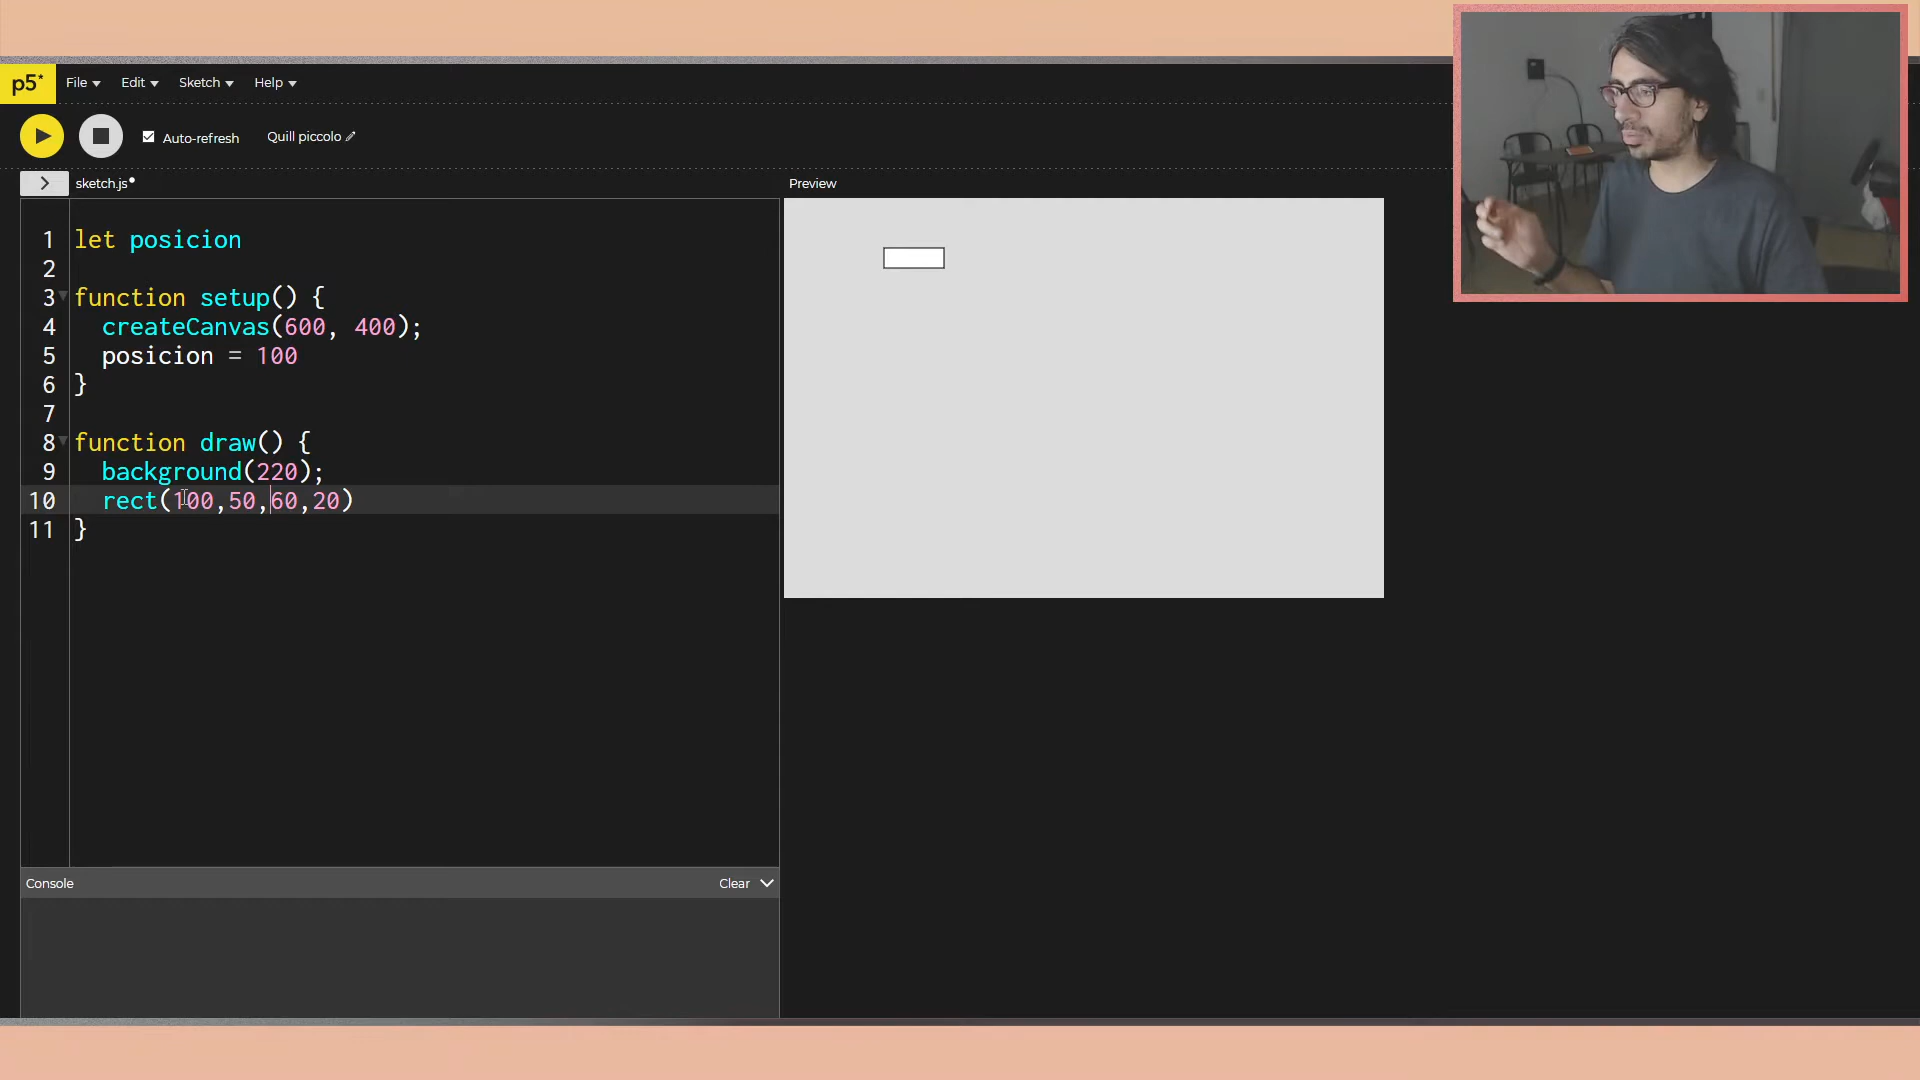 p5* File Edit Sketch Help
Auto-refresh Quill piccolo
sketch.js
Preview
1 let posicion
2
3 function setup() {
4 createCanvas(600, 400);
5 posicion = 100
6 }
7
8 function draw() {
9 background(220);
10 rect(100,50,60,20)
11 }
Console Clear